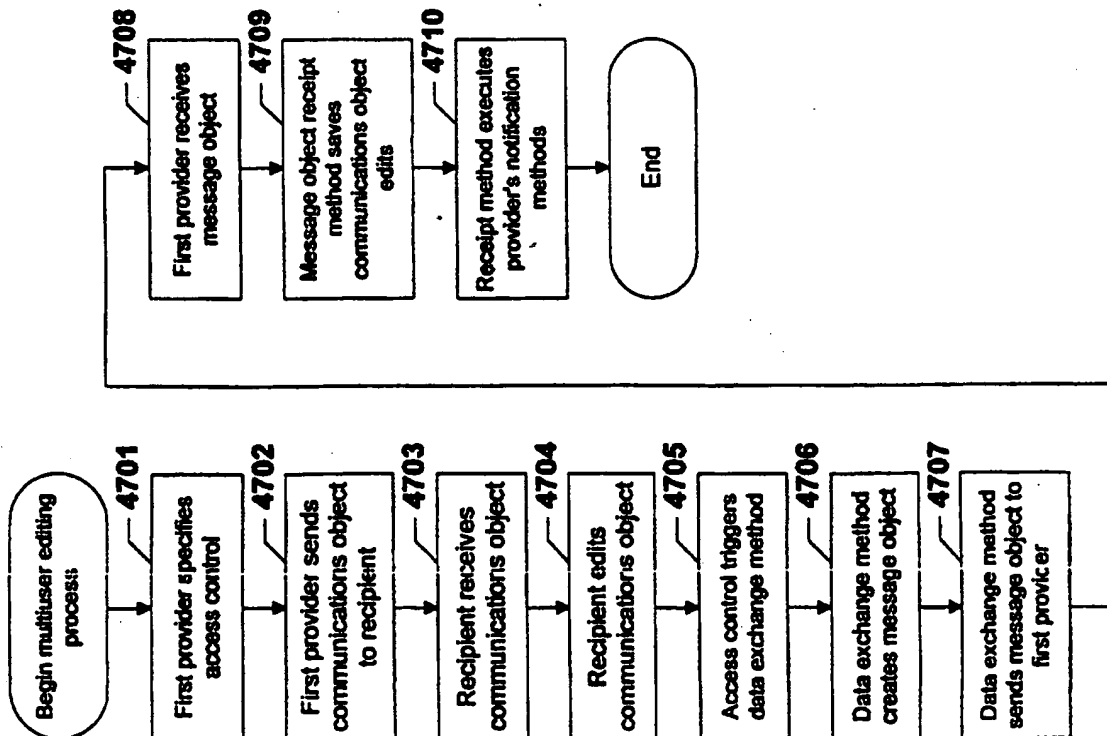 Begin multiuser editing
process
4701
First provider specifies
access control
4702
First provider sends
communications object
to recipient
4703
Recipient receives
communications object
4704
Recipient edits
communications object
4705
Access control triggers
data exchange method
4706
Data exchange method
creates message object
4707
Data exchange method
sends message object to
first provider
4708
First provider receives
message object
4709
Message object receipt
method saves
communications object
edits
4710
Receipt method executes
provider's notification
methods
End